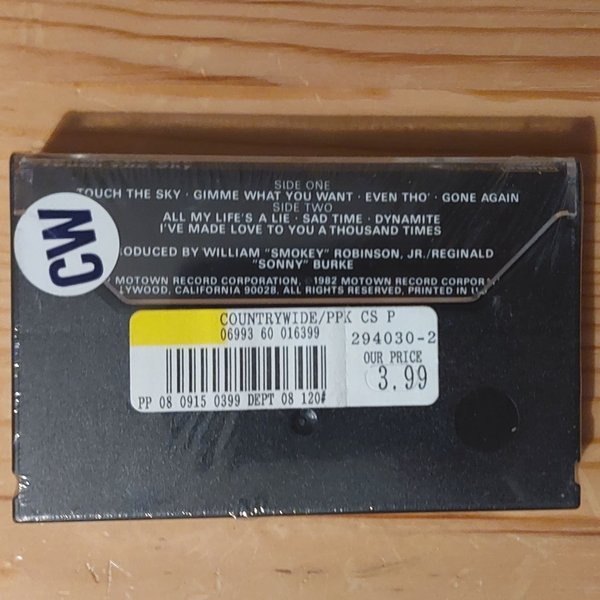 SIDE ONE
TOUCH THE SKY · GIMME WHAT YOU WANT · EVEN THO' · GONE AGAIN
SIDE TWO
ALL MY LIFE'S A LIE · SAD TIME · DYNAMITE
I'VE MADE LOVE TO YOU A THOUSAND TIMES
RODUCED BY WILLIAM "SMOKEY" ROBINSON, JR./REGINALD
"SONNY" BURKE
MOTOWN RECORD CORPORATION, ©1982 MOTOWN RECORD CORPORA
LYWOOD, CALIFORNIA 90028, ALL RIGHTS RESERVED, PRINTED IN U
CW
COUNTRYWIDE/PPK CS P
06993 60 016399
294030-2
OUR PRICE
3.99
PP 08 0915 0399 DEPT 08 120#